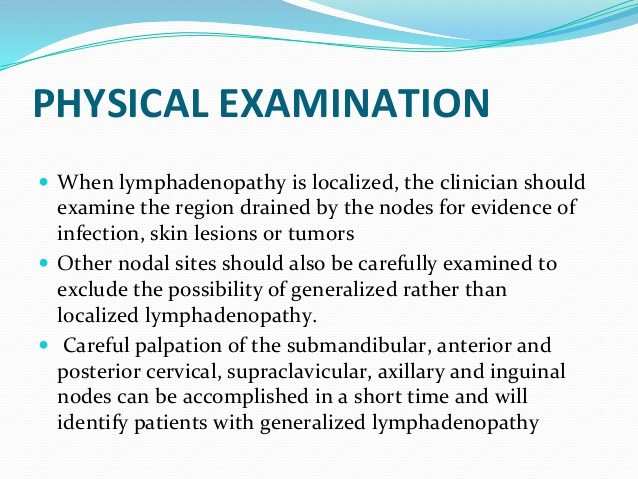 PHYSICAL EXAMINATION
• When lymphadenopathy is localized, the clinician should
examine the region drained by the nodes for evidence of
infection, skin lesions or tumors
• Other nodal sites should also be carefully examined to
exclude the possibility of generalized rather than
localized lymphadenopathy.
• Careful palpation of the submandibular, anterior and
posterior cervical, supraclavicular, axillary and inguinal
nodes can be accomplished in a short time and will
identify patients with generalized lymphadenopathy